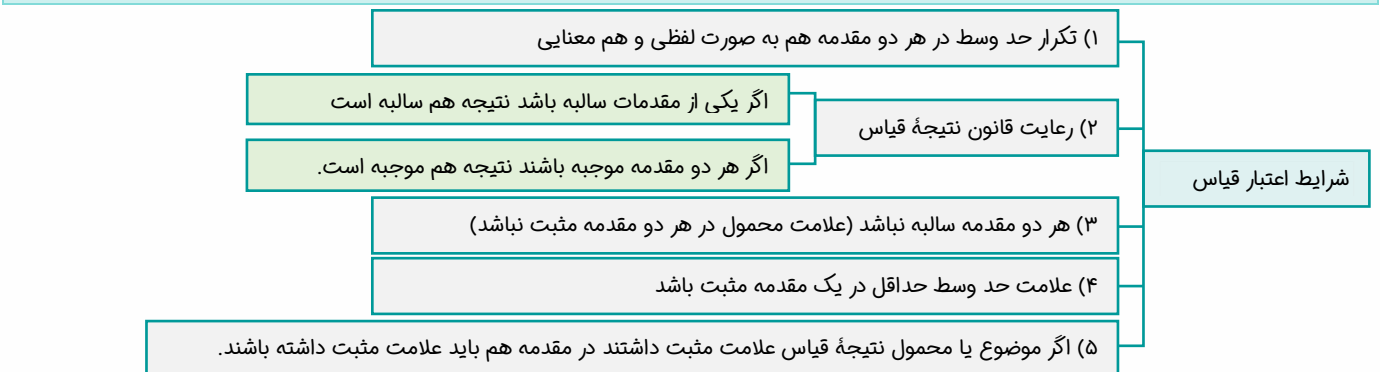 شرایط اعتبار قیاس
۱) تکرار حد وسط در هر دو مقدمه هم به صورت لفظی و هم معنایی
۲) رعایت قانون نتیجهٔ قیاس
اگر یکی از مقدمات سالبه باشد نتیجه هم سالبه است
اگر هر دو مقدمه موجبه باشند نتیجه هم موجبه است.
۳) هر دو مقدمه سالبه نباشد (علامت محمول در هر دو مقدمه مثبت نباشد)
۴) علامت حد وسط حداقل در یک مقدمه مثبت باشد
۵) اگر موضوع یا محمول نتیجهٔ قیاس علامت مثبت داشتند در مقدمه هم باید علامت مثبت داشته باشند.